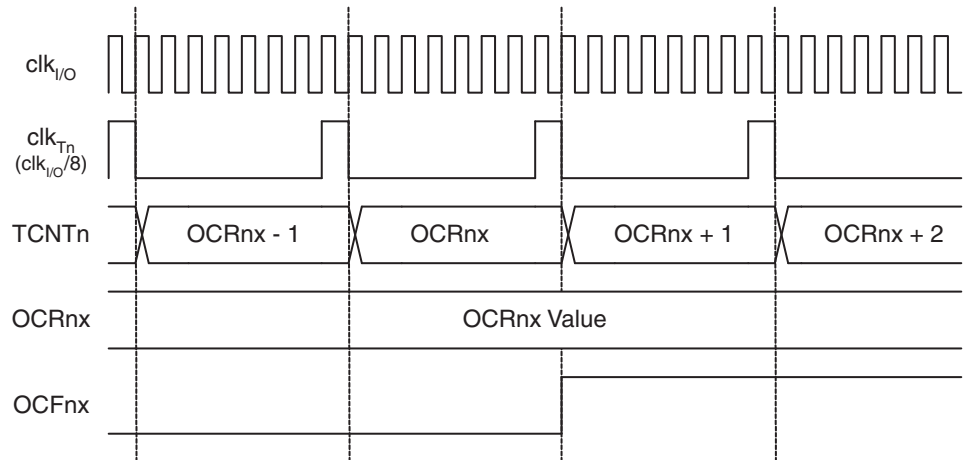 clkI/O
clkTn
(clkI/O/8)
TCNTn
OCRnx - 1
OCRnx
OCRnx + 1
OCRnx + 2
OCRnx
OCRnx Value
OCFnx